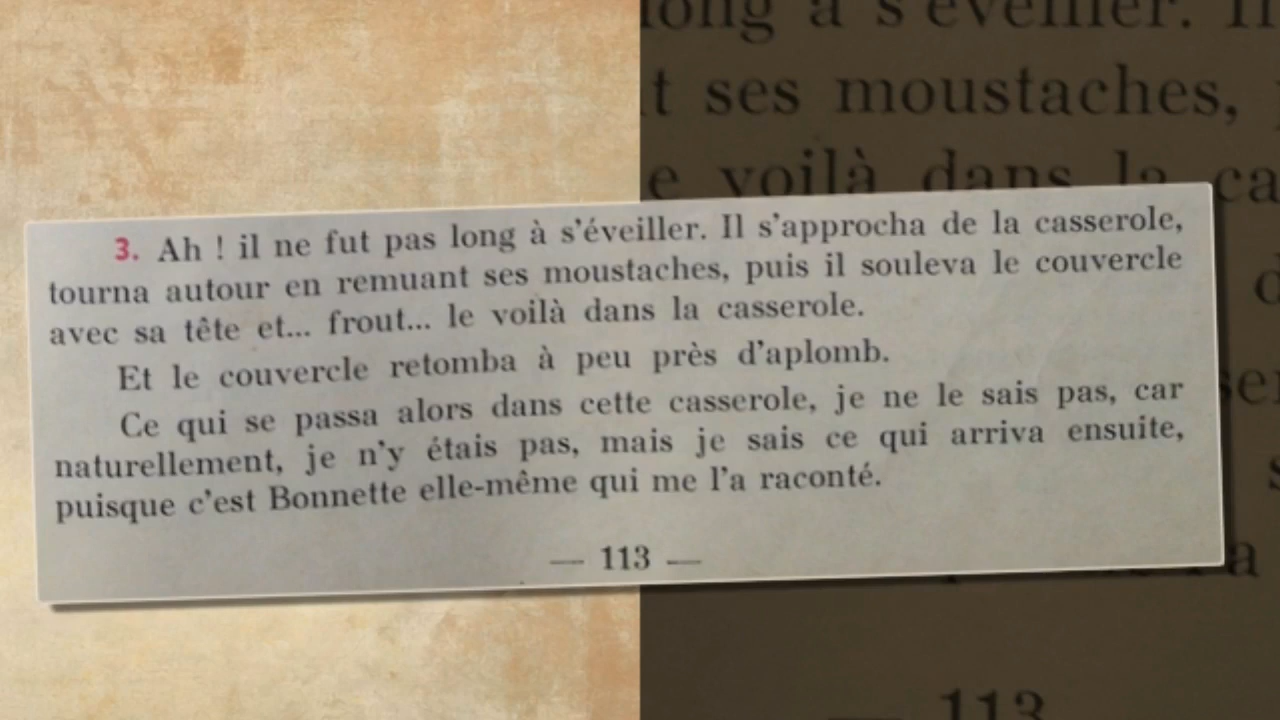 long à s'éveiller. Il
t ses moustaches,
e voilà dans la ca
3. Ah ! il ne fut pas long à s'éveiller. Il s'approcha de la casserole,
tourna autour en remuant ses moustaches, puis il souleva le couvercle
avec sa tête et... frout... le voilà dans la casserole.
Et le couvercle retomba à peu près d'aplomb.
Ce qui se passa alors dans cette casserole, je ne le sais pas, car
naturellement, je n'y étais pas, mais je sais ce qui arriva ensuite,
puisque c'est Bonnette elle-même qui me l'a raconté.
— 113 —
— 113